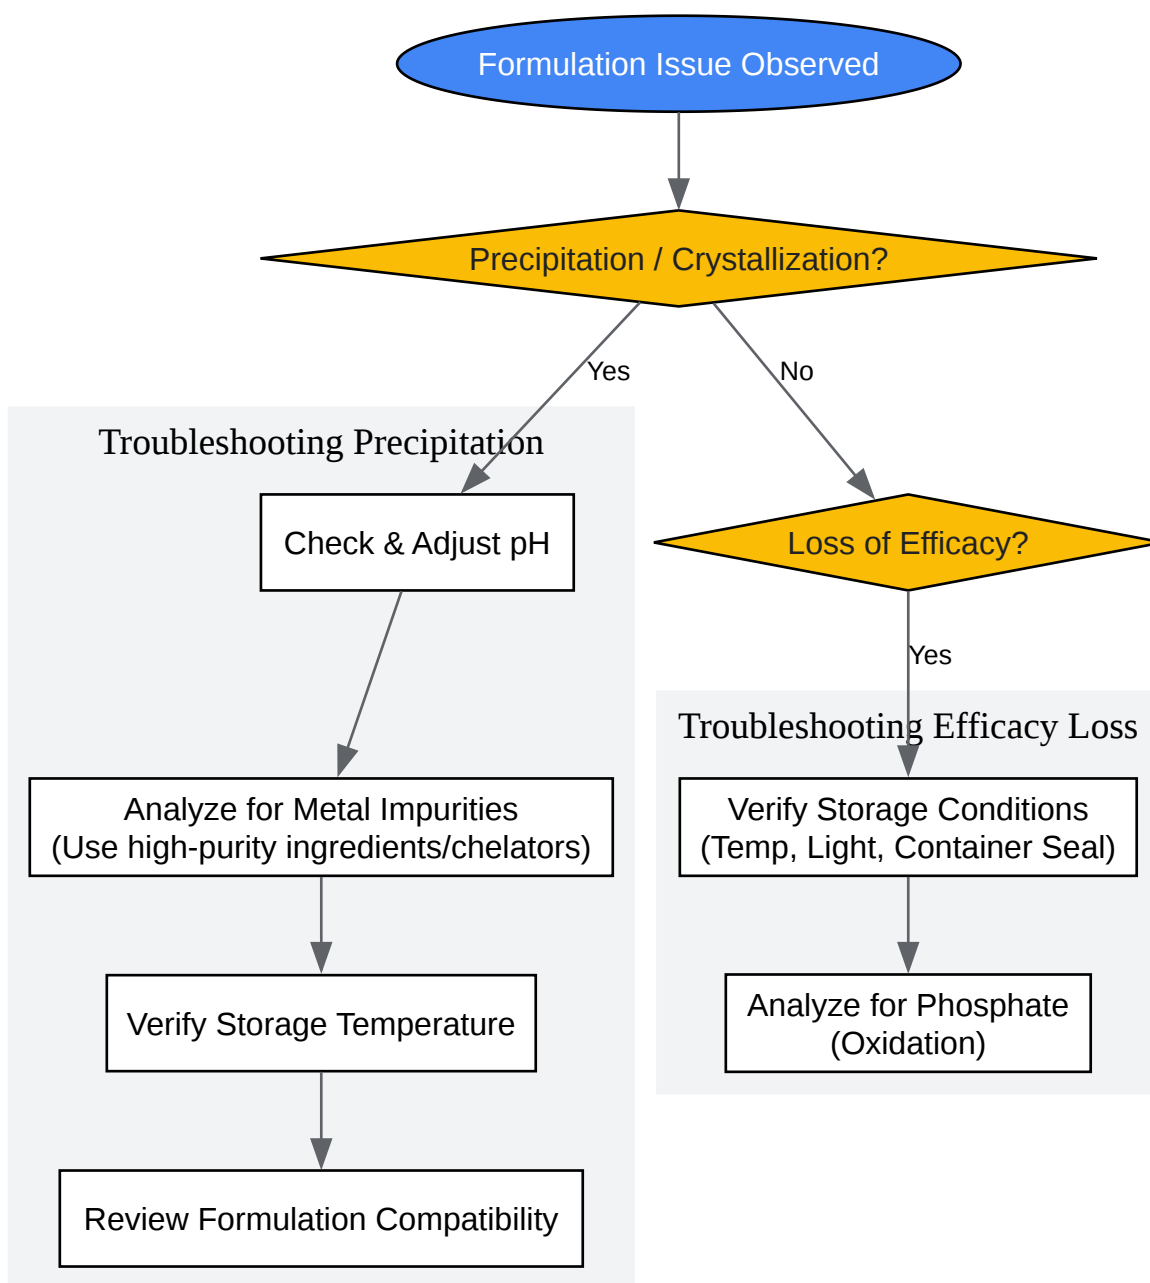 Formulation Issue Observed
Precipitation / Crystallization?
Yes
No
Troubleshooting Precipitation
Check & Adjust pH
Loss of Efficacy?
Yes
Troubleshooting Efficacy Loss
Analyze for Metal Impurities
(Use high-purity ingredients/chelators)
Verify Storage Conditions
(Temp, Light, Container Seal)
Verify Storage Temperature
Analyze for Phosphate
(Oxidation)
Review Formulation Compatibility